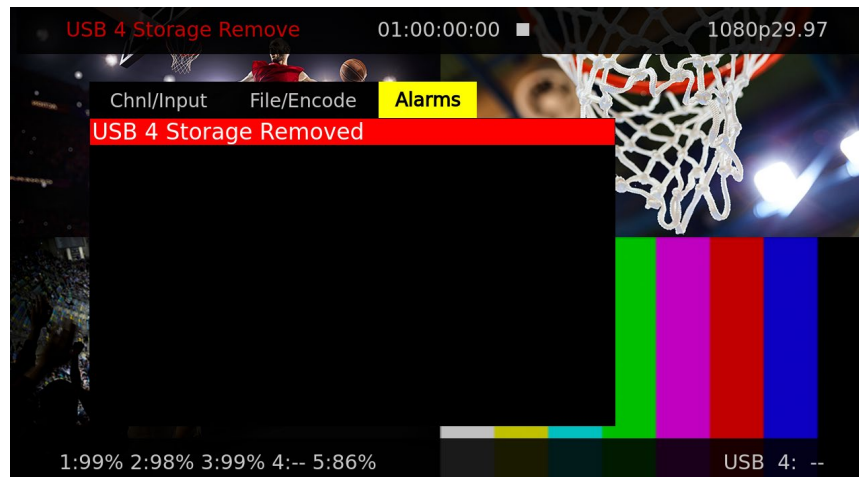 USB 4 Storage Remove 01:00:00:00 1080p29.97
Chnl/Input File/Encode Alarms
USB 4 Storage Removed
1:99% 2:98% 3:99% 4:-- 5:86% USB 4: --